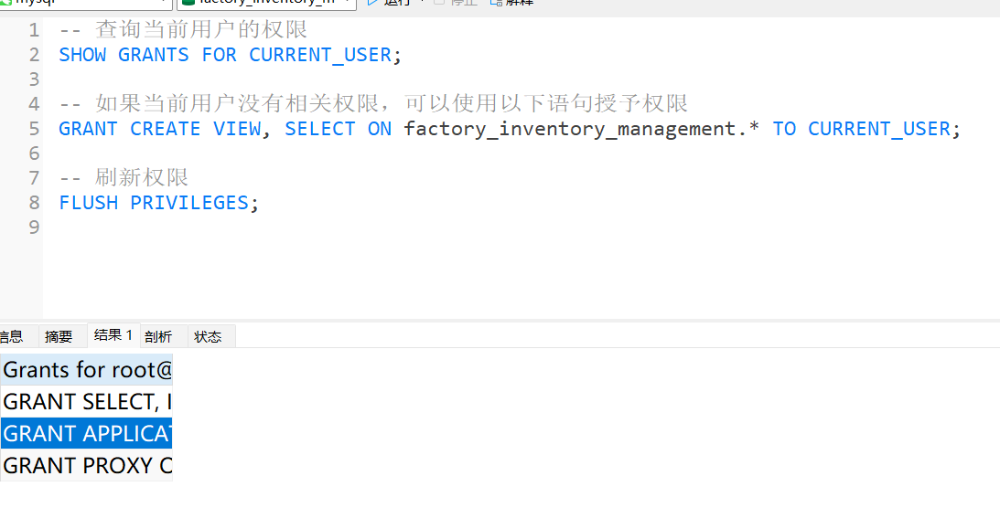 运行 停止 解释
1 -- 查询当前用户的权限
2 SHOW GRANTS FOR CURRENT_USER;
3
4 -- 如果当前用户没有相关权限，可以使用以下语句授予权限
5 GRANT CREATE VIEW, SELECT ON factory_inventory_management.* TO CURRENT_USER;
6
7 -- 刷新权限
8 FLUSH PRIVILEGES;
9
信息 摘要 结果 1 剖析 状态
Grants for root@
GRANT SELECT, I
GRANT APPLICAT
GRANT PROXY O